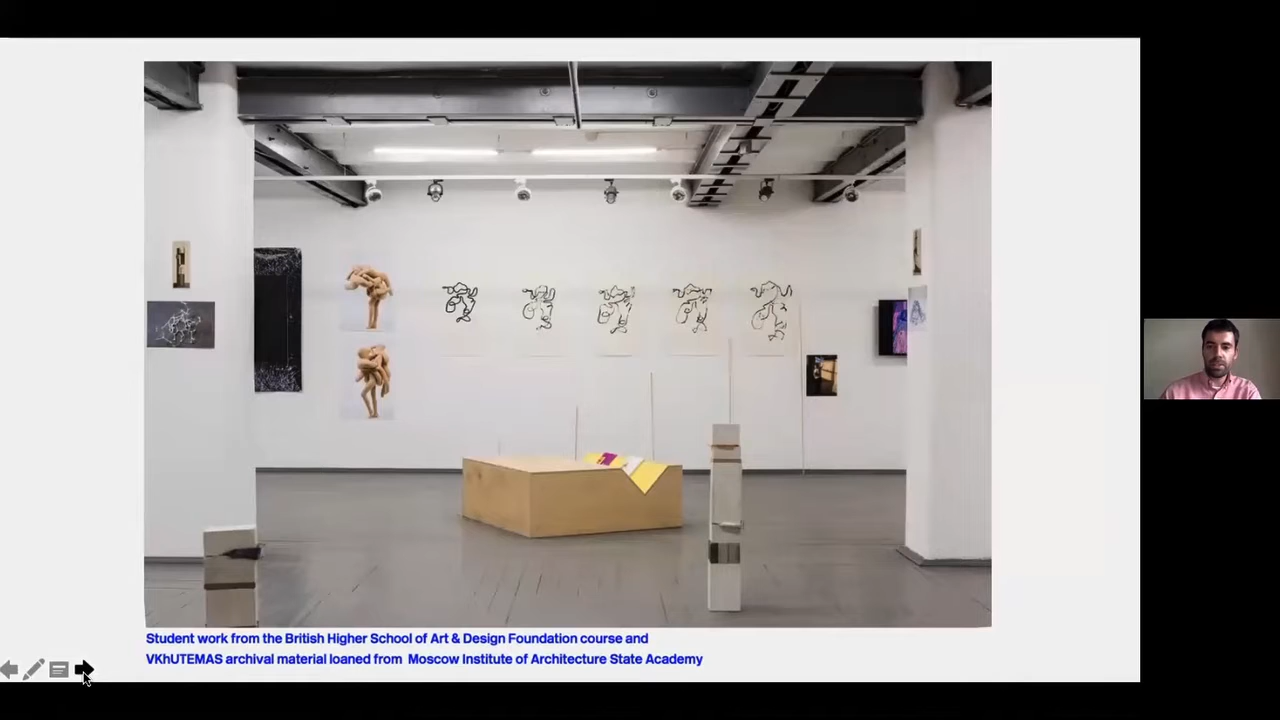 Student work from the British Higher School of Art & Design Foundation course and
VKhUTEMAS archival material loaned from Moscow Institute of Architecture State Academy